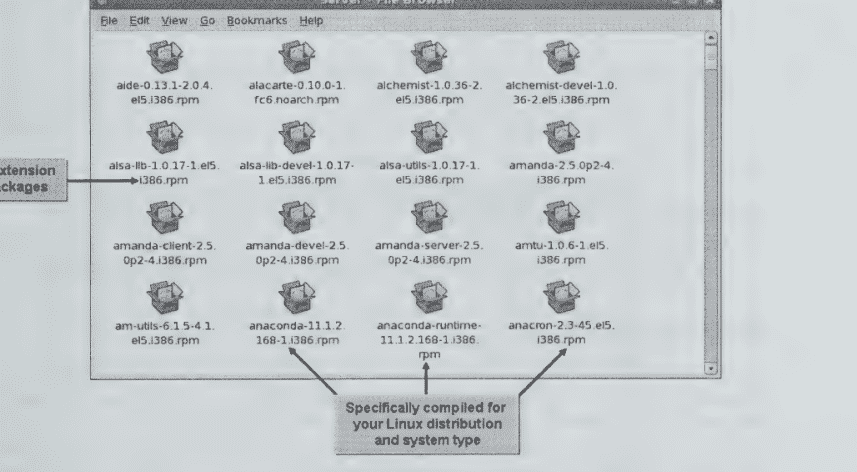 Server - File Browser
File Edit View Go Bookmarks Help
aide-0.13.1-2.0.4.
el5.i386.rpm
alacarte-0.10.0-1.
fc6.noarch.rpm
alchemist-1.0.36-2.
el5.i386.rpm
alchemist-devel-1.0.
36-2.el5.i386.rpm
alsa-lib-1.0.17-1.el5.
i386.rpm
alsa-lib-devel-1.0.17-
1.el5.i386.rpm
alsa-utils-1.0.17-1.
el5.i386.rpm
amanda-2.5.0p2-4.
i386.rpm
xtension
ckages
amanda-client-2.5.
0p2-4.i386.rpm
amanda-devel-2.5.
0p2-4.i386.rpm
amanda-server-2.5.
0p2-4.i386.rpm
amtu-1.0.6-1.el5.
i386.rpm
am-utils-6.1.5-4.1.
el5.i386.rpm
anaconda-11.1.2.
168-1.i386.rpm
anaconda-runtime-
11.1.2.168-1.i386.
rpm
anacron-2.3-45.el5.
i386.rpm
Specifically compiled for
your Linux distribution
and system type